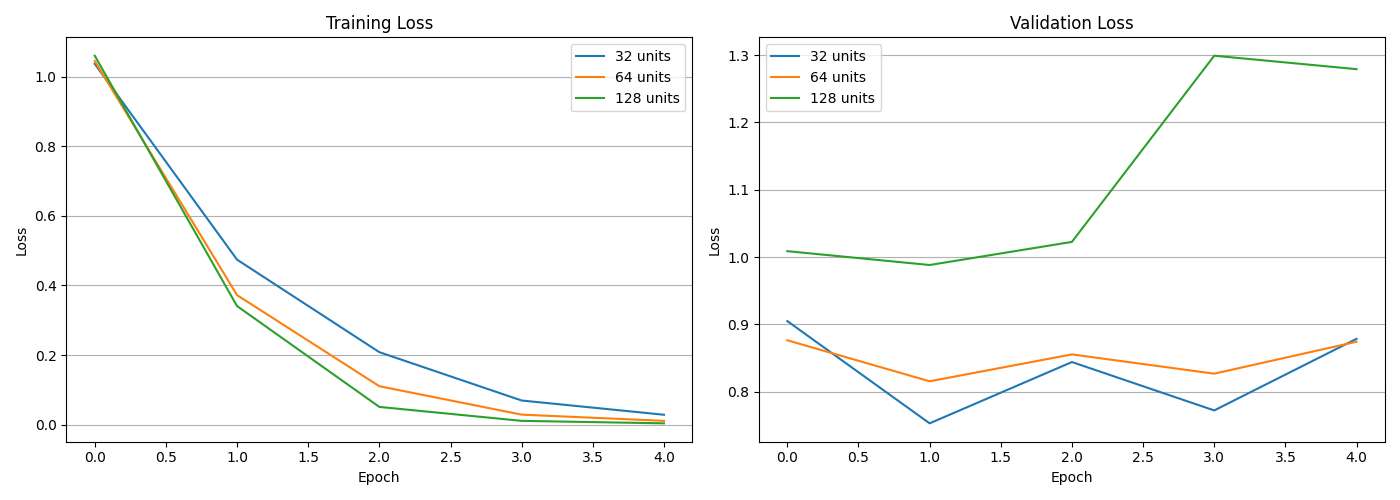 Training Loss
Loss
1.0
0.8
0.6
0.4
0.2
0.0
32 units
64 units
128 units
0.0 0.5 1.0 1.5 2.0 2.5 3.0 3.5 4.0
Epoch
Validation Loss
Loss
1.3
1.2
1.1
1.0
0.9
0.8
32 units
64 units
128 units
0.0 0.5 1.0 1.5 2.0 2.5 3.0 3.5 4.0
Epoch